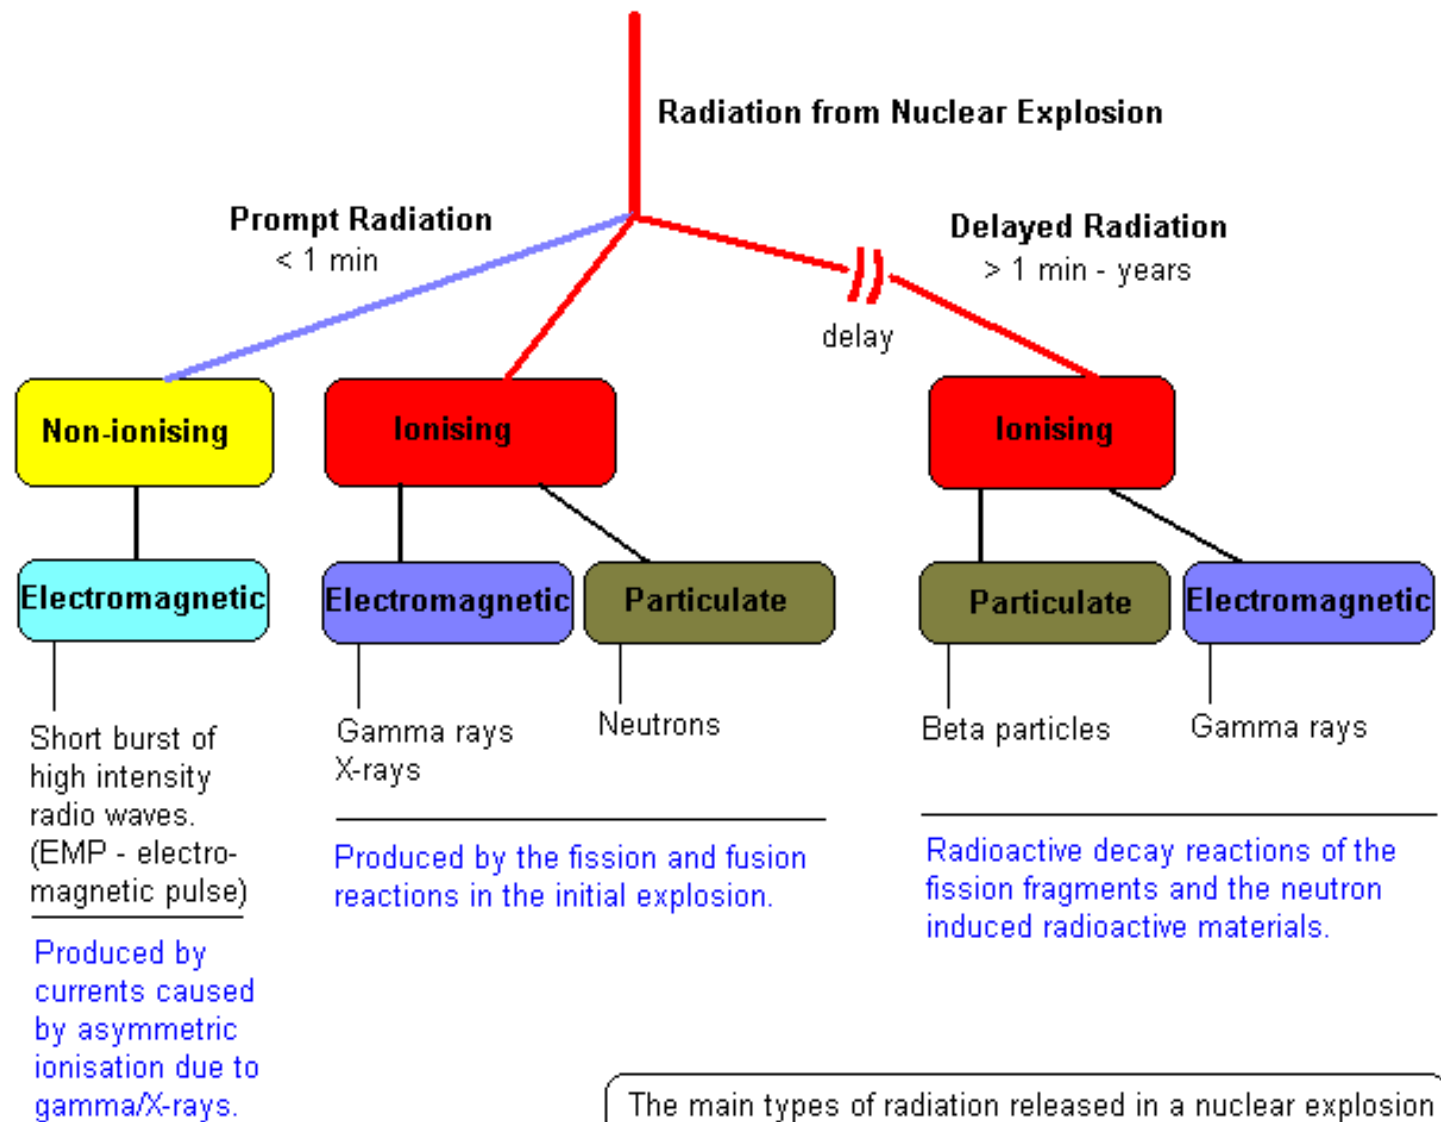 Radiation from Nuclear Explosion
Prompt Radiation
< 1 min
Delayed Radiation
> 1 min - years
delay
Non-ionising
Ionising
Ionising
Electromagnetic
Electromagnetic
Particulate
Particulate
Electromagnetic
Short burst of
high intensity
radio waves.
(EMP - electro-
magnetic pulse)
Produced by
currents caused
by asymmetric
ionisation due to
gamma/X-rays.
Gamma rays
X-rays
Neutrons
Produced by the fission and fusion
reactions in the initial explosion.
Beta particles
Gamma rays
Radioactive decay reactions of the
fission fragments and the neutron
induced radioactive materials.
The main types of radiation released in a nuclear explosion